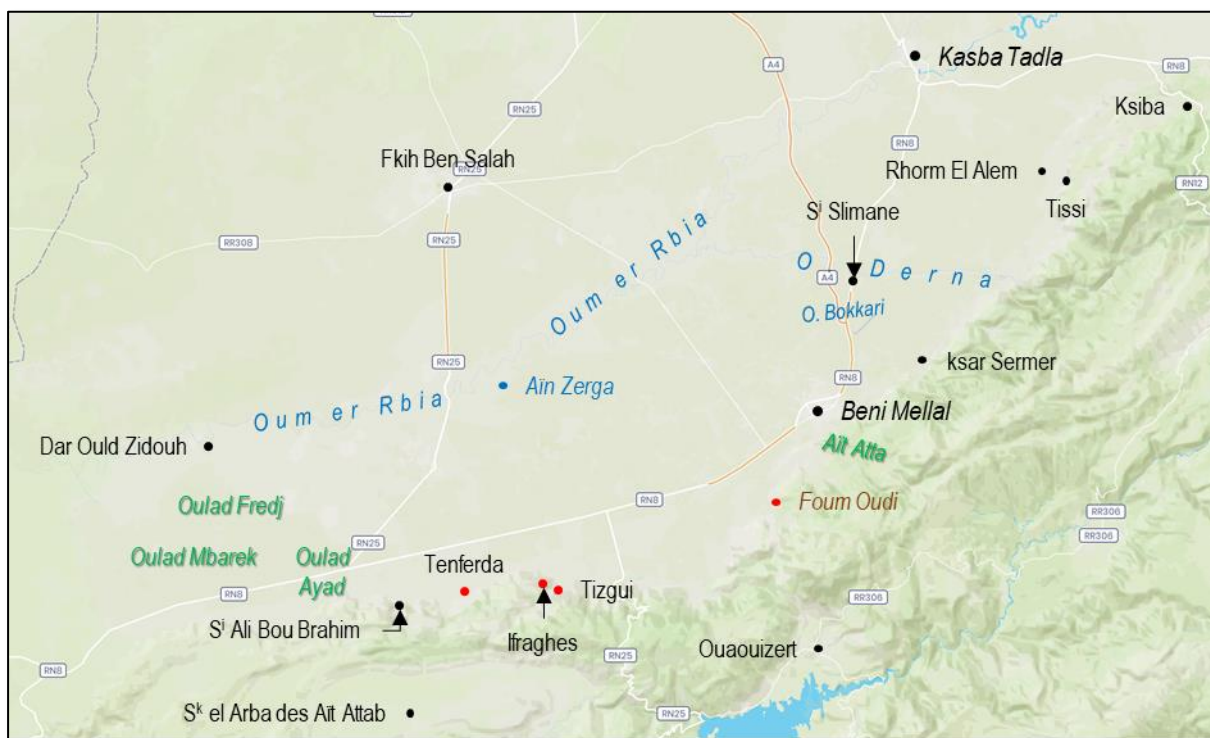 Kasba Tadla
A4
RN8
RN25
Ksiba
RN25
Fkih Ben Salah
RN25
RN8
Rhorm El Alem
Tissi
RN12
Sⁱ Slimane
RR308
RN25
Oum er Rbia
O Derna
A4
O. Bokkari
RN25
ksar Sermer
Aïn Zerga
RN8
Oum er Rbia
Beni Mellal
Dar Ould Zidouh
Aït Atta
Oulad Fredj
RN8
Foum Oudi
RR306
RR306
RN25
Oulad Mbarek
Oulad
Ayad
Tenferda
Tizgui
RN8
RR306
Sⁱ Ali Bou Brahim
Ifraghes
Ouaouizert
RN25
RN8
Sᵏ el Arba des Aït Attab
RN25